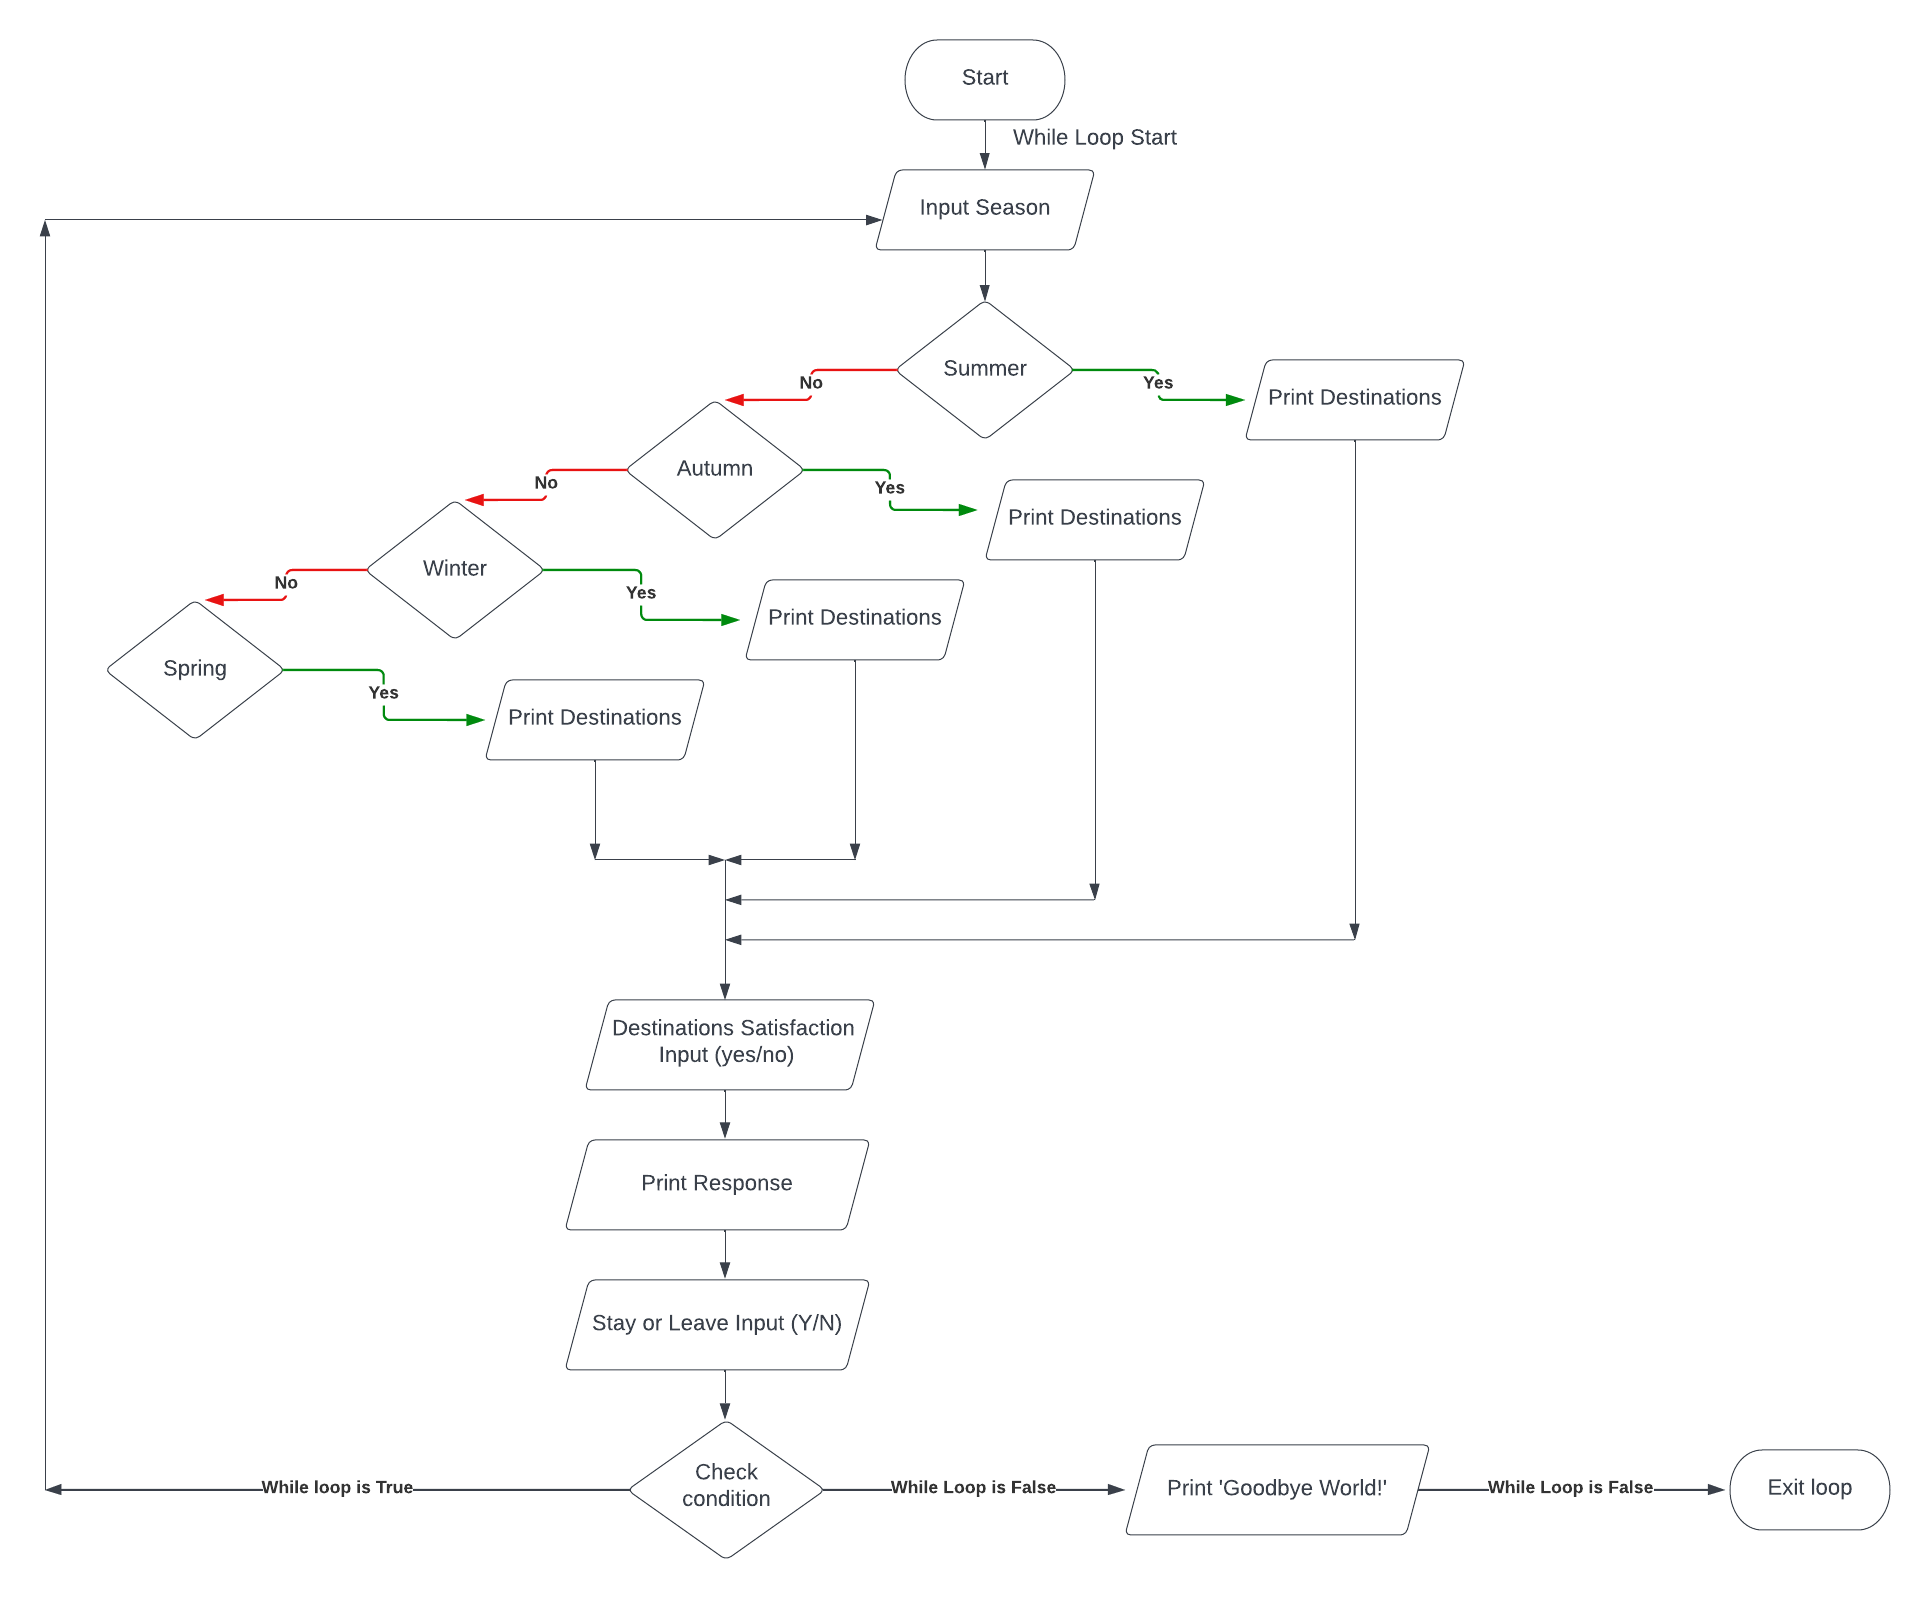 Start
While Loop Start
Input Season
Summer
No
Yes
Print Destinations
Autumn
No
Yes
Print Destinations
Winter
No
Yes
Print Destinations
Spring
Yes
Print Destinations
Destinations Satisfaction
Input (yes/no)
Print Response
Stay or Leave Input (Y/N)
Check
condition
While loop is True
While Loop is False
Print 'Goodbye World!'
While Loop is False
Exit loop